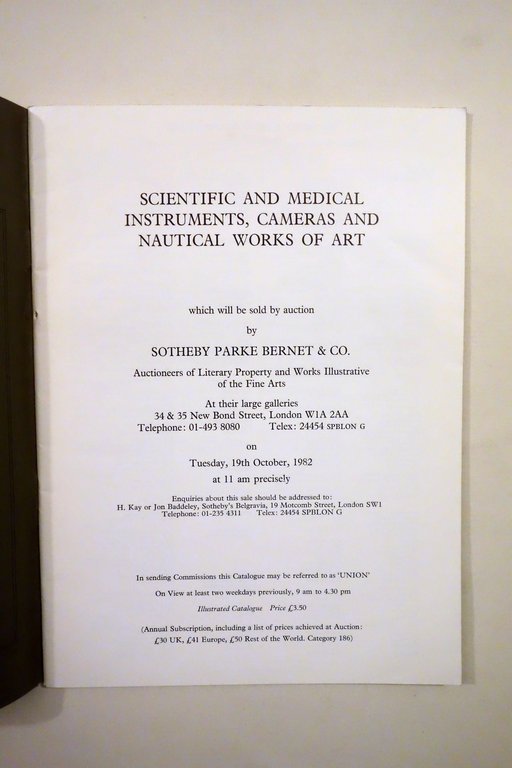 SCIENTIFIC AND MEDICAL
INSTRUMENTS, CAMERAS AND
NAUTICAL WORKS OF ART
which will be sold by auction
by
SOTHEBY PARKE BERNET & CO.
Auctioneers of Literary Property and Works Illustrative
of the Fine Arts
At their large galleries
34 & 35 New Bond Street, London W1A 2AA
Telephone: 01-493 8080 Telex: 24454 SPBLON G
on
Tuesday, 19th October, 1982
at 11 am precisely
Enquiries about this sale should be addressed to:
H. Kay or Jon Baddeley, Sotheby's Belgravia, 19 Motcomb Street, London SW1
Telephone: 01-235 4311 Telex: 24454 SPBLON G
In sending Commissions this Catalogue may be referred to as 'UNION'
On View at least two weekdays previously, 9 am to 4.30 pm
Illustrated Catalogue Price £3.50
(Annual Subscription, including a list of prices achieved at Auction:
£30 UK, £41 Europe, £50 Rest of the World. Category 186)